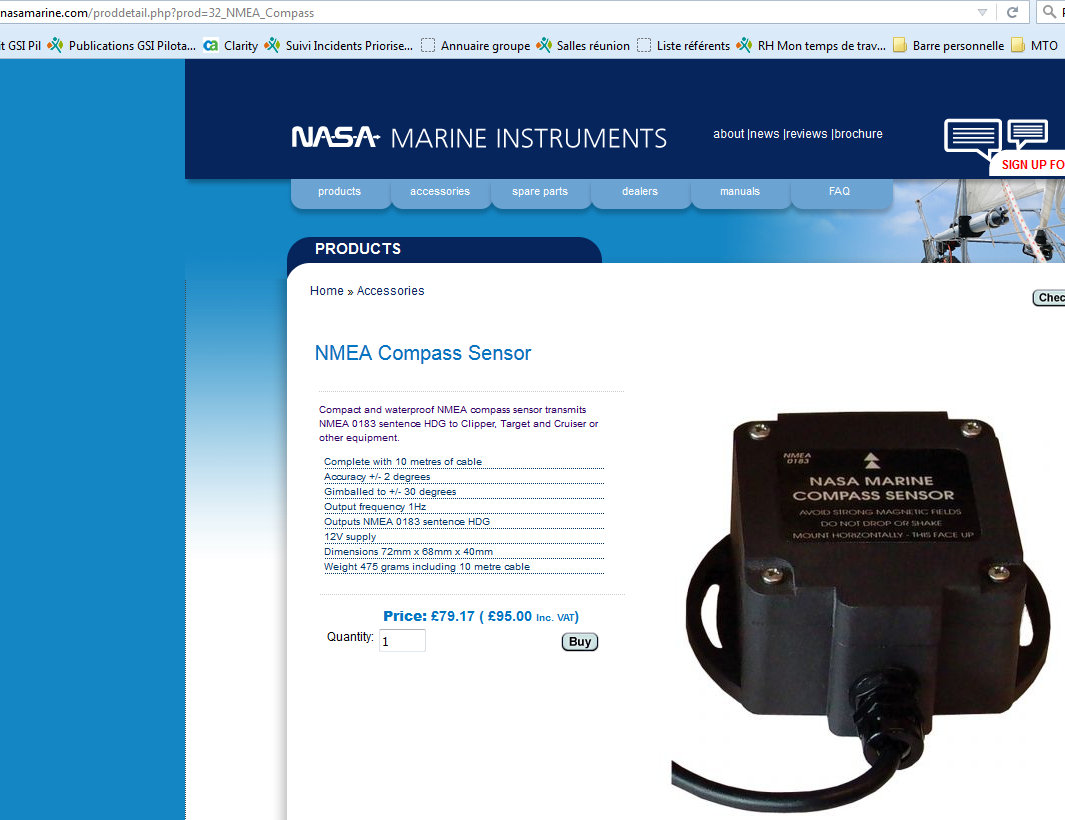 nasamarine.com/proddetail.php?prod=32_NMEA_Compass
it GSI Pil Publications GSI Pilota... Clarity Suivi Incidents Priorise... Annuaire groupe Salles réunion Liste référents RH Mon temps de trav... Barre personnelle MTO
NASA MARINE INSTRUMENTS
about |news |reviews |brochure
SIGN UP FO
products accessories spare parts dealers manuals FAQ
PRODUCTS
Home » Accessories
Chec
NMEA Compass Sensor
Compact and waterproof NMEA compass sensor transmits
NMEA 0183 sentence HDG to Clipper, Target and Cruiser or
other equipment.
Complete with 10 metres of cable
Accuracy +/- 2 degrees
Gimballed to +/- 30 degrees
Output frequency 1Hz
Outputs NMEA 0183 sentence HDG
12V supply
Dimensions 72mm x 68mm x 40mm
Weight 475 grams including 10 metre cable
Price: £79.17 ( £95.00 Inc. VAT)
Quantity: 1
Buy
NMEA
0183
NASA MARINE
COMPASS SENSOR
AVOID STRONG MAGNETIC FIELDS
DO NOT DROP OR SHAKE
MOUNT HORIZONTALLY - THIS FACE UP